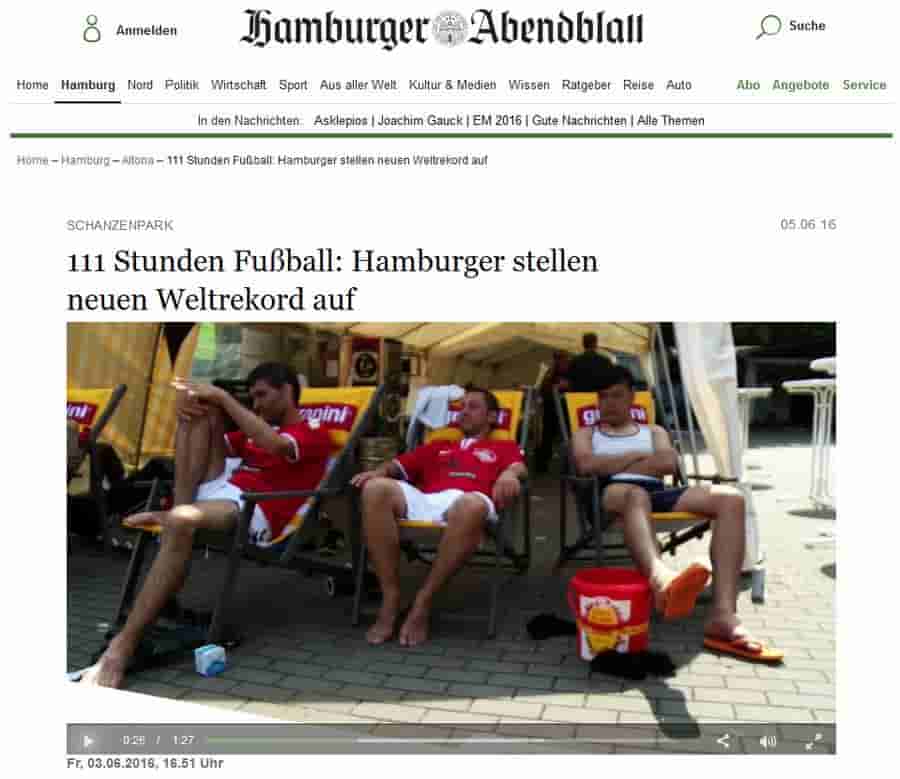 Anmelden
Hamburger Abendblatt
Suche
Home Hamburg Nord Politik Wirtschaft Sport Aus aller Welt Kultur & Medien Wissen Ratgeber Reise Auto Abo Angebote Service
In den Nachrichten: Asklepios | Joachim Gauck | EM 2016 | Gute Nachrichten | Alle Themen
Home – Hamburg – Altona – 111 Stunden Fußball: Hamburger stellen neuen Weltrekord auf
SCHANZENPARK
05.06 16
111 Stunden Fußball: Hamburger stellen
neuen Weltrekord auf
0:26 / 1:27
Fr, 03.06.2016, 16.51 Uhr